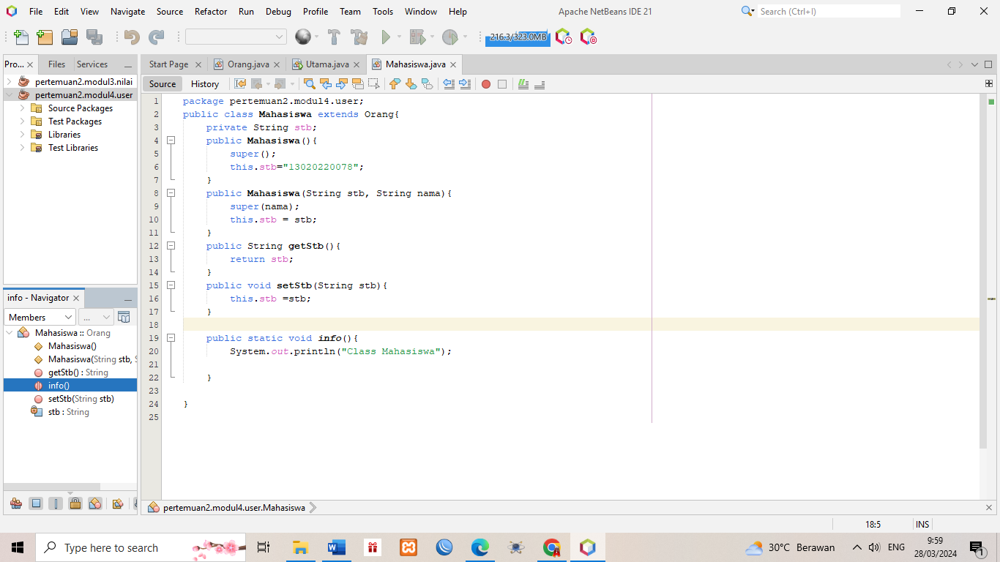 File Edit View Navigate Source Refactor Run Debug Profile Team Tools Window Help Apache NetBeans IDE 21 Search (Ctrl+I)
216.3/323.0MB
Pro... Files Services Start Page Orang.java Utama.java Mahasiswa.java
Source History
pertemuan2.modul3.nilai
pertemuan2.modul4.user
Source Packages
Test Packages
Libraries
Test Libraries
info - Navigator
Members ...
Mahasiswa :: Orang
Mahasiswa()
Mahasiswa(String stb,
getStb() : String
info()
setStb(String stb)
stb : String
1 package pertemuan2.modul4.user;
2 public class Mahasiswa extends Orang{
3 private String stb;
4 public Mahasiswa(){
5 super();
6 this.stb="13020220078";
7 }
8 public Mahasiswa(String stb, String nama){
9 super(nama);
10 this.stb = stb;
11 }
12 public String getStb(){
13 return stb;
14 }
15 public void setStb(String stb){
16 this.stb =stb;
17 }
18
19 public static void info(){
20 System.out.println("Class Mahasiswa");
21
22 }
23
24 }
25
pertemuan2.modul4.user.Mahasiswa
18:5 INS
Type here to search 30°C Berawan ENG 9:59
28/03/2024 1